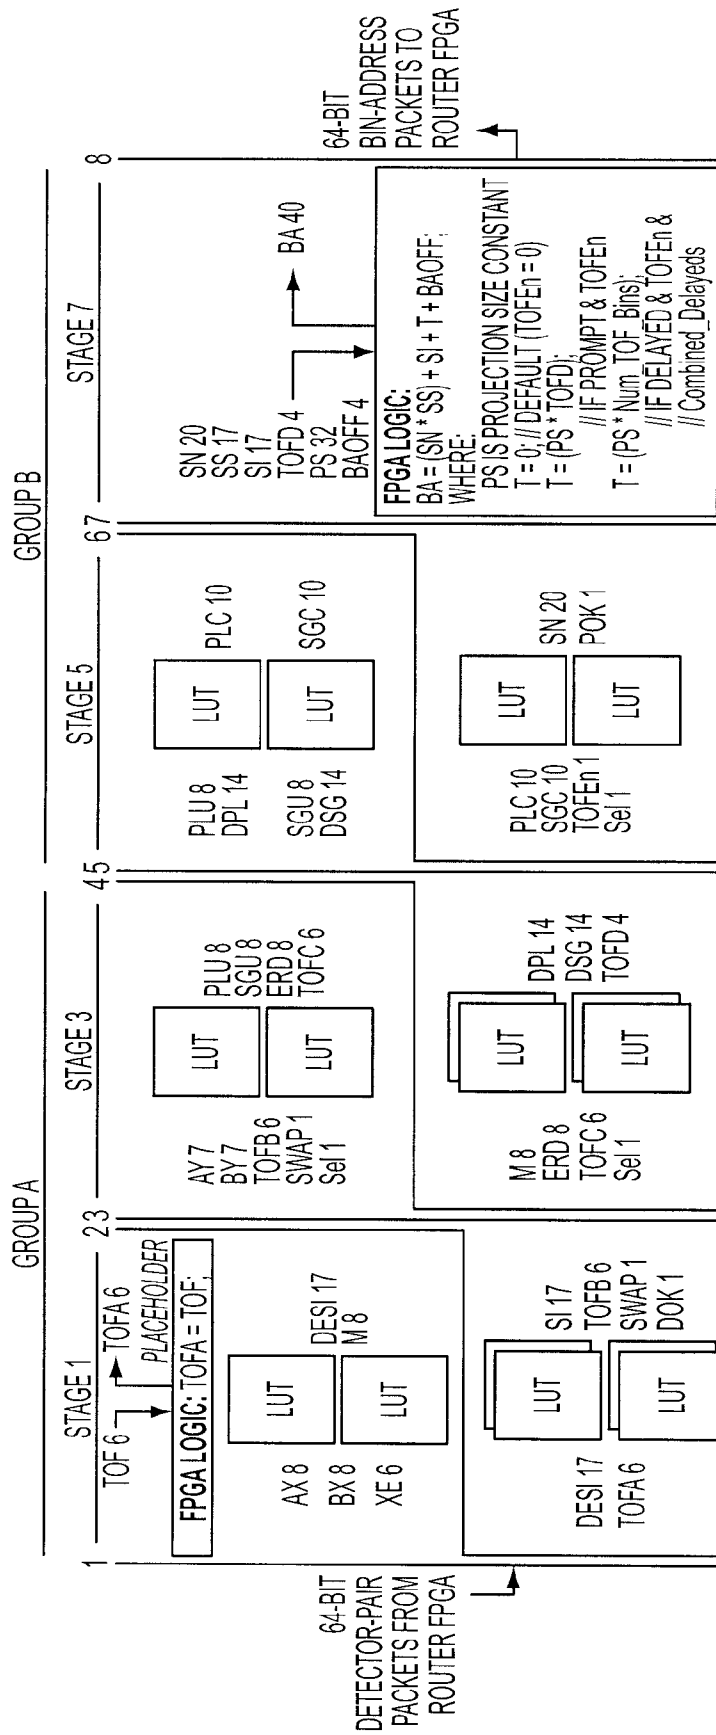 GROUP A
GROUP B
STAGE 1
STAGE 3
STAGE 5
STAGE 7
1
2 3
4 5
6 7
8
64-BIT
DETECTOR-PAIR
PACKETS FROM
ROUTER FPGA
TOF 6
TOFA 6
PLACEHOLDER
FPGA LOGIC: TOFA = TOF;
AX 8
BX 8
XE 6
LUT
LUT
DESI 17
M 8
DESI 17
TOFA 6
LUT
LUT
SI 17
TOFB 6
SWAP 1
DOK 1
AY 7
BY 7
TOFB 6
SWAP 1
Sel 1
LUT
LUT
PLU 8
SGU 8
ERD 8
TOFC 6
M 8
ERD 8
TOFC 6
Sel 1
LUT
LUT
DPL 14
DSG 14
TOFD 4
PLU 8
DPL 14
SGU 8
DSG 14
LUT
LUT
PLC 10
SGC 10
PLC 10
SGC 10
TOFEn 1
Sel 1
LUT
LUT
SN 20
POK 1
SN 20
SS 17
SI 17
TOFD 4
PS 32
BAOFF 4
BA 40
FPGA LOGIC:
BA = (SN * SS) + SI + T + BAOFF;
WHERE:
PS IS PROJECTION SIZE CONSTANT
T = 0; // DEFAULT (TOFEn = 0)
T = (PS * TOFD);
// IF PROMPT & TOFEn
T = (PS * Num_TOF_Bins);
// IF DELAYED & TOFEn &
// Combined_Delayeds
64-BIT
BIN-ADDRESS
PACKETS TO
ROUTER FPGA